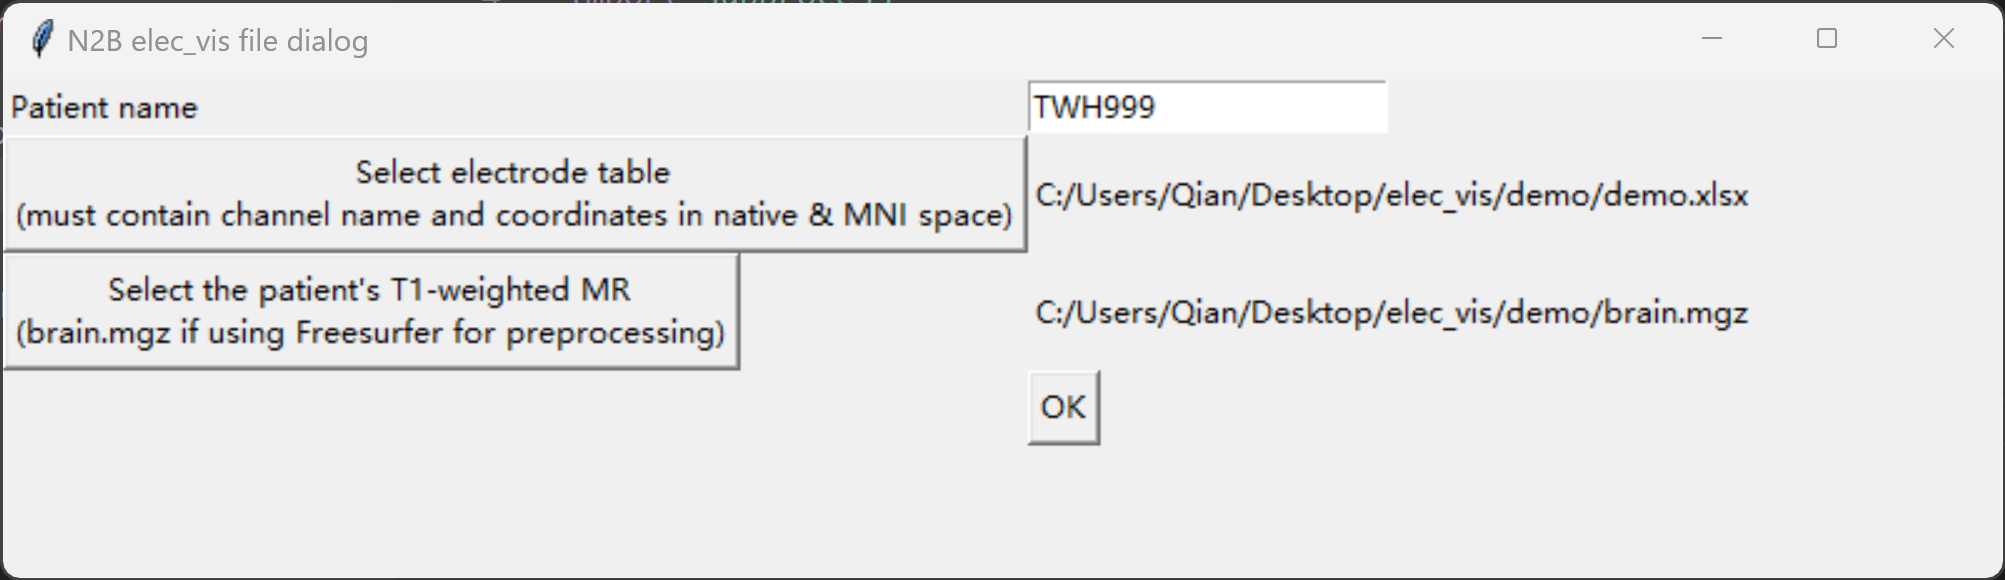 N2B elec_vis file dialog
Patient name
TWH999
Select electrode table
(must contain channel name and coordinates in native & MNI space)
C:/Users/Qian/Desktop/elec_vis/demo/demo.xlsx
Select the patient's T1-weighted MR
(brain.mgz if using Freesurfer for preprocessing)
C:/Users/Qian/Desktop/elec_vis/demo/brain.mgz
OK